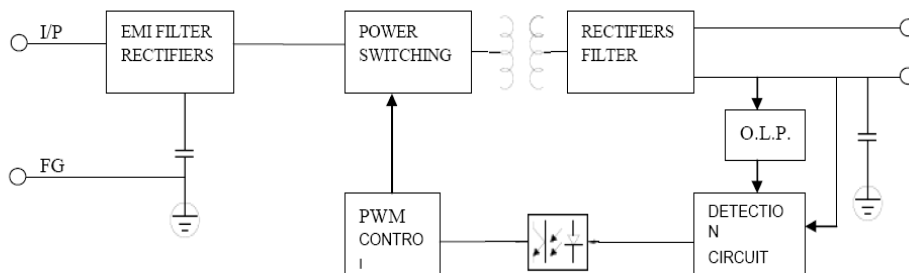 I/P
EMI FILTER
RECTIFIERS
POWER
SWITCHING
RECTIFIERS
FILTER
O.L.P.
FG
PWM
CONTRO
DETECTIO
N
CIRCUIT